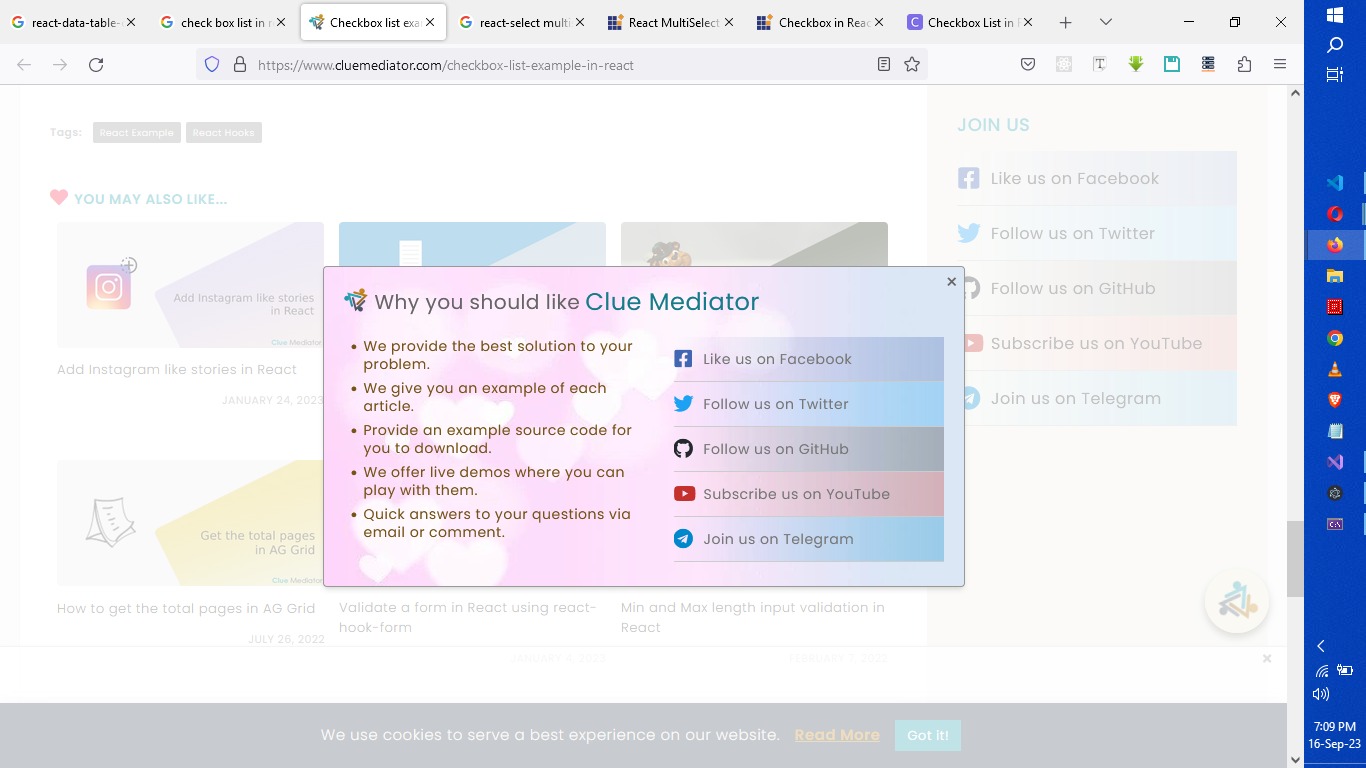 react-data-table-
check box list in r
Checkbox list exa
react-select multi
React MultiSelect
Checkbox in Reac
Checkbox List in R
https://www.cluemediator.com/checkbox-list-example-in-react
Tags: React Example React Hooks
YOU MAY ALSO LIKE...
Add Instagram like stories
in React
Clue Mediator
Add Instagram like stories in React
JANUARY 24, 2023
Get the total pages
in AG Grid
Clue Mediator
How to get the total pages in AG Grid
JULY 26, 2022
Validate a form in React using react-
hook-form
Min and Max length input validation in
React
FEBRUARY 7, 2022
JOIN US
Like us on Facebook
Follow us on Twitter
Follow us on GitHub
Subscribe us on YouTube
Join us on Telegram
Why you should like Clue Mediator
• We provide the best solution to your
problem.
• We give you an example of each
article.
• Provide an example source code for
you to download.
• We offer live demos where you can
play with them.
• Quick answers to your questions via
email or comment.
Like us on Facebook
Follow us on Twitter
Follow us on GitHub
Subscribe us on YouTube
Join us on Telegram
We use cookies to serve a best experience on our website. Read More Got it!
7:09 PM
16-Sep-23